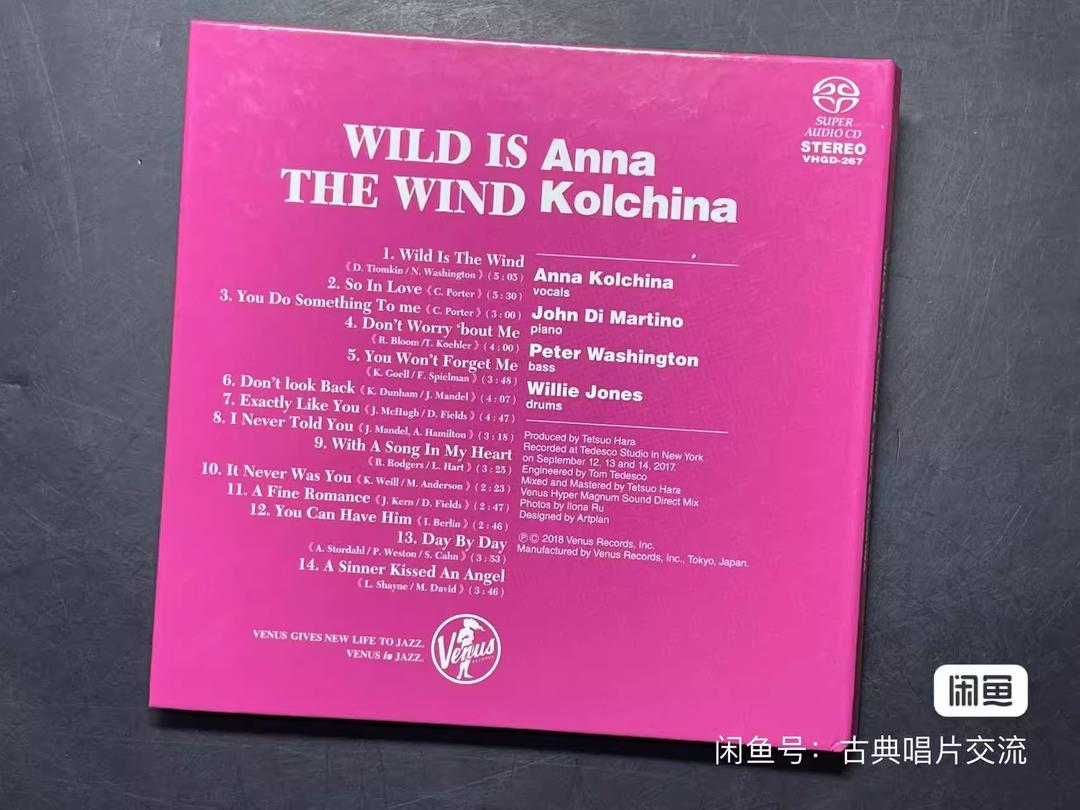 SUPER
AUDIO CD
STEREO
VHGD-267
WILD IS
THE WIND
Anna
Kolchina
1. Wild Is The Wind
《 D. Tiomkin / N. Washington 》( 5 : 05 )
2. So In Love《 C. Porter 》( 5 : 30 )
3. You Do Something To me《 C. Porter 》( 3 : 00 )
4. Don't Worry ‘bout Me
《 R. Bloom /T. Koehler 》( 4 : 00 )
5. You Won't Forget Me
《 K. Goell / F. Spielman 》( 3 : 48 )
6. Don't look Back《 K. Dunham / J. Mandel 》( 4 : 07 )
7. Exactly Like You《 J. McHugh / D. Fields 》( 4 : 47 )
8. I Never Told You《 J. Mandel, A. Hamilton 》( 3 : 18 )
9. With A Song In My Heart
《 R. Rodgers / L. Hart 》( 3 : 25 )
10. It Never Was You《 K. Weill / M. Anderson 》( 2 : 23 )
11. A Fine Romance《 J. Kern / D. Fields 》( 2 : 47 )
12. You Can Have Him《 I. Berlin 》( 2 : 46 )
13. Day By Day
《 A. Stordahl / P. Weston / S. Cahn 》( 3 : 53 )
14. A Sinner Kissed An Angel
《 L. Shayne / M. David 》( 3 : 46 )
Anna Kolchina
vocals
John Di Martino
piano
Peter Washington
bass
Willie Jones
drums
Produced by Tetsuo Hara
Recorded at Tedesco Studio in New York
on September 12, 13 and 14, 2017.
Engineered by Tom Tedesco
Mixed and Mastered by Tetsuo Hara
Venus Hyper Magnum Sound Direct Mix
Photos by Ilona Ru
Designed by Artplan
℗© 2018 Venus Records, Inc.
Manufactured by Venus Records, Inc., Tokyo, Japan.
VENUS GIVES NEW LIFE TO JAZZ.
VENUS is JAZZ.
Venus
RECORDS
闲鱼
闲鱼号：古典唱片交流